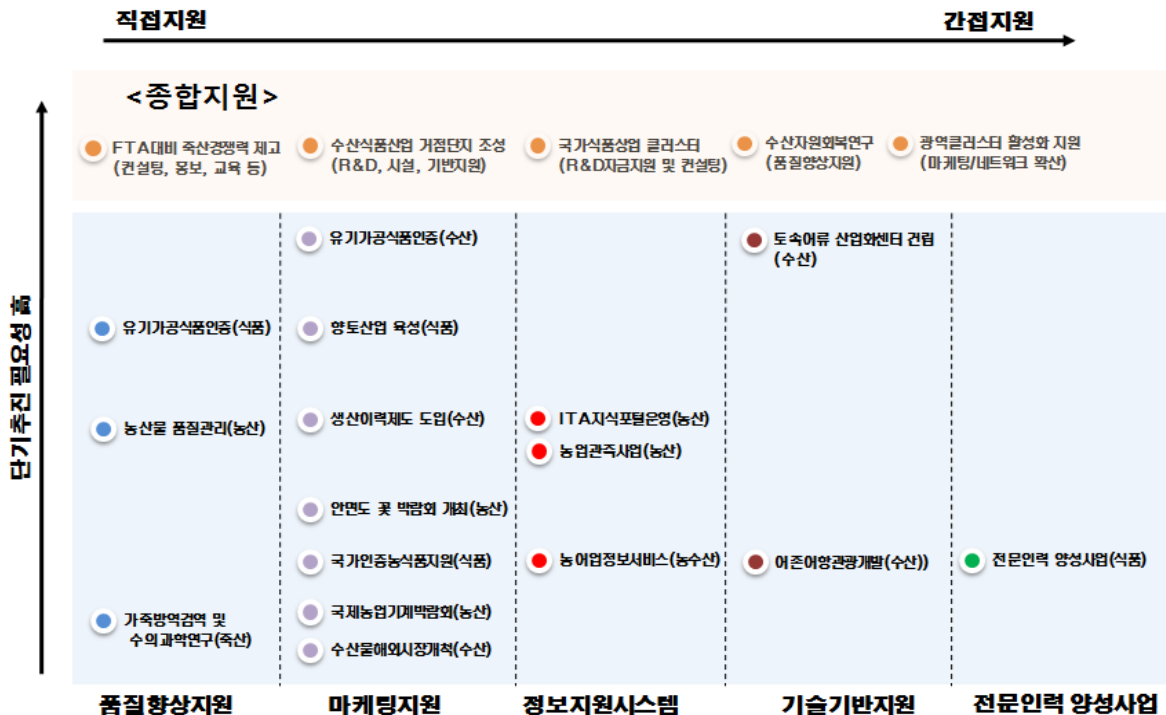 직접지원
간접지원
<종합지원>
FTA대비 축산경쟁력 제고
(컨설팅, 홍보, 교육 등)
수산식품산업 거점단지 조성
(R&D, 시설, 기반지원)
국가식품상업 클러스터
(R&D자금지원 및 컨설팅)
수산자원회복연구
(품질향상지원)
광역클러스터 활성화 지원
(마케팅/네트워크 확산)
단기추진 필요성 高
유기가공식품인증(식품)
농산물 품질관리(농산)
가축방역검역 및
수의과학연구(축산)
유기가공식품인증(수산)
향토산업 육성(식품)
생산이력제도 도입(수산)
안면도 꽃 박람회 개최(농산)
국가인증농식품지원(식품)
국제농업기계박람회(농산)
수산물해외시장개척(수산)
ITA지식포털운영(농산)
농업관측사업(농산)
농어업정보서비스(농수산)
토속어류 산업화센터 건립
(수산)
어촌어항관광개발(수산))
전문인력 양성사업(식품)
품질향상지원
마케팅지원
정보지원시스템
기술기반지원
전문인력 양성사업